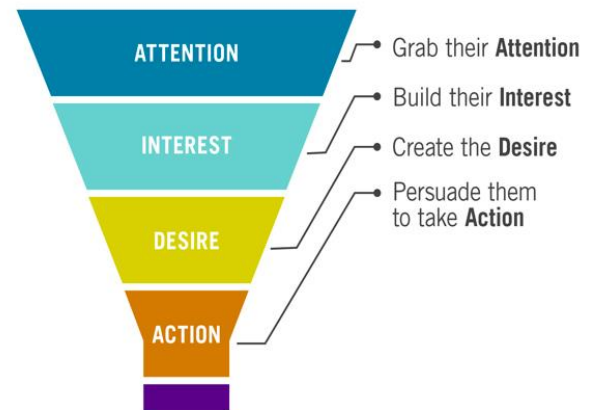 ATTENTION
Grab their Attention
INTEREST
Build their Interest
DESIRE
Create the Desire
ACTION
Persuade them
to take Action